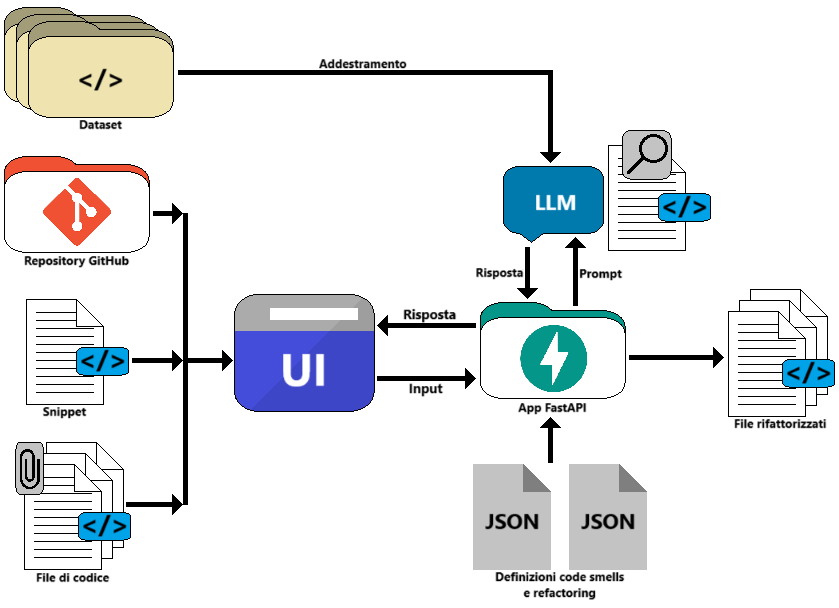 Addestramento
</>
Dataset
LLM
</>
Repository GitHub
Risposta
Prompt
Risposta
UI
</>
Snippet
Input
App FastAPI
</>
File rifattorizzati
</>
File di codice
JSON
JSON
Definizioni code smells
e refactoring